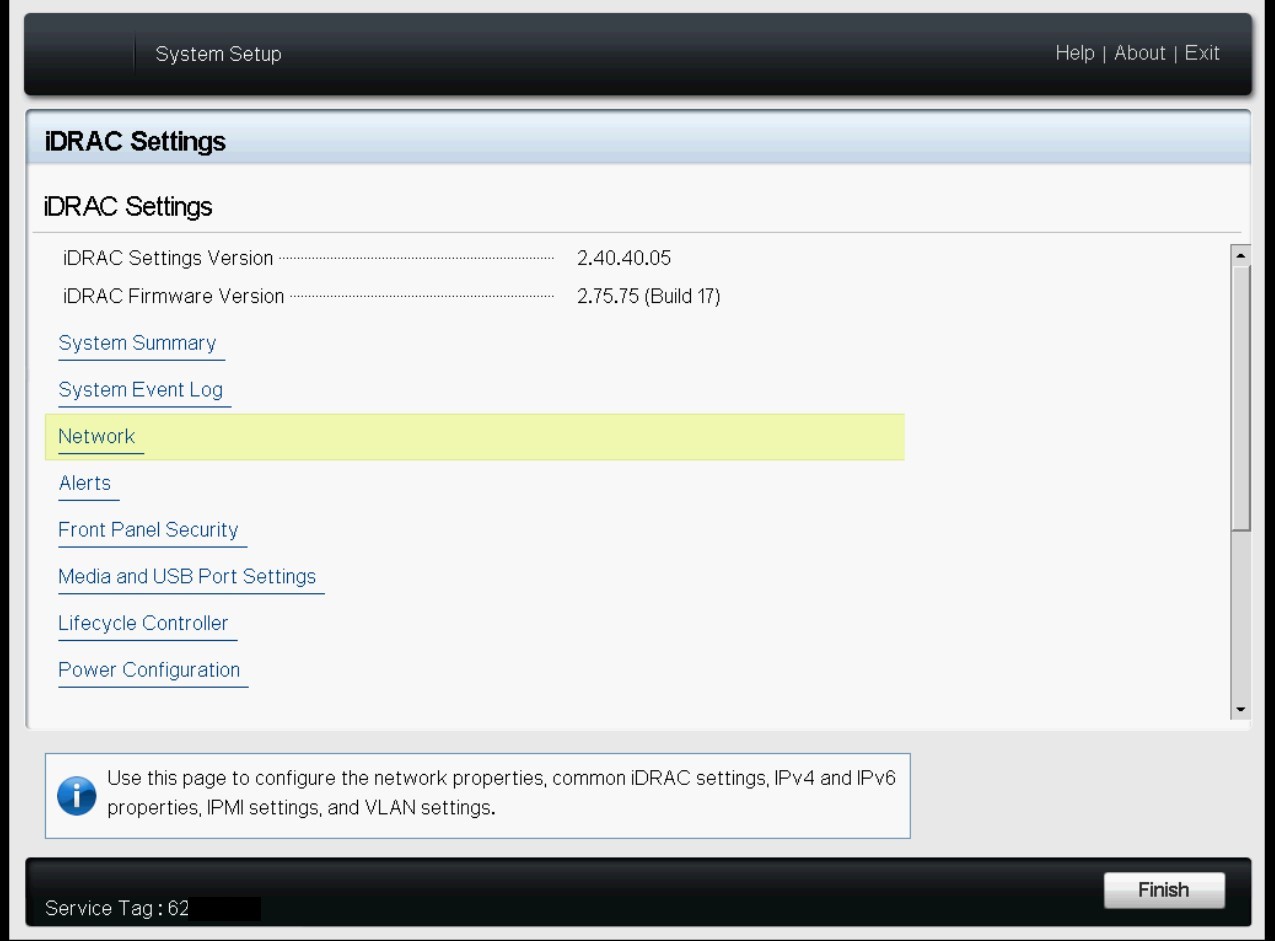 System Setup
Help | About | Exit
iDRAC Settings
iDRAC Settings
iDRAC Settings Version 2.40.40.05
iDRAC Firmware Version 2.75.75 (Build 17)
System Summary
System Event Log
Network
Alerts
Front Panel Security
Media and USB Port Settings
Lifecycle Controller
Power Configuration
Use this page to configure the network properties, common iDRAC settings, IPv4 and IPv6
properties, IPMI settings, and VLAN settings.
Service Tag : 62
Finish